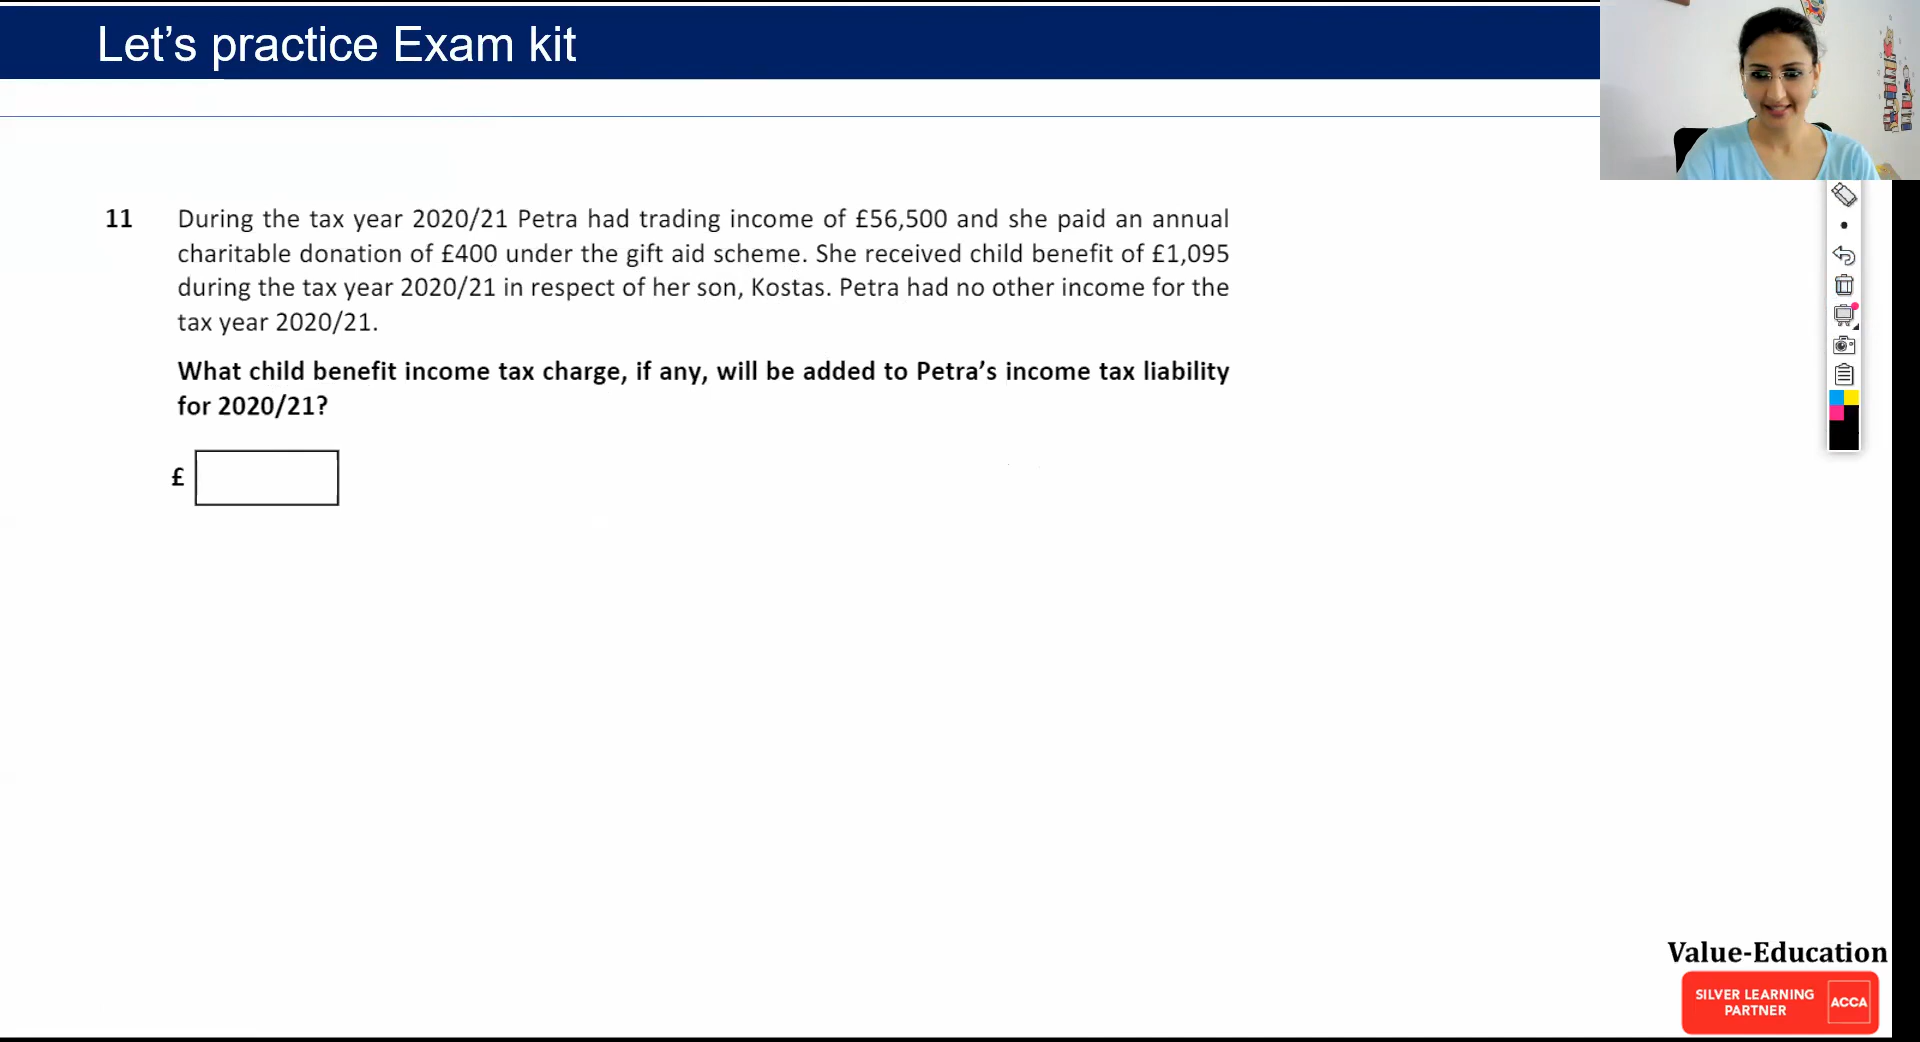 Let’s practice Exam kit
11 During the tax year 2020/21 Petra had trading income of £56,500 and she paid an annual
charitable donation of £400 under the gift aid scheme. She received child benefit of £1,095
during the tax year 2020/21 in respect of her son, Kostas. Petra had no other income for the
tax year 2020/21.
What child benefit income tax charge, if any, will be added to Petra’s income tax liability
for 2020/21?
£
Value-Education
SILVER LEARNING
PARTNER
ACCA